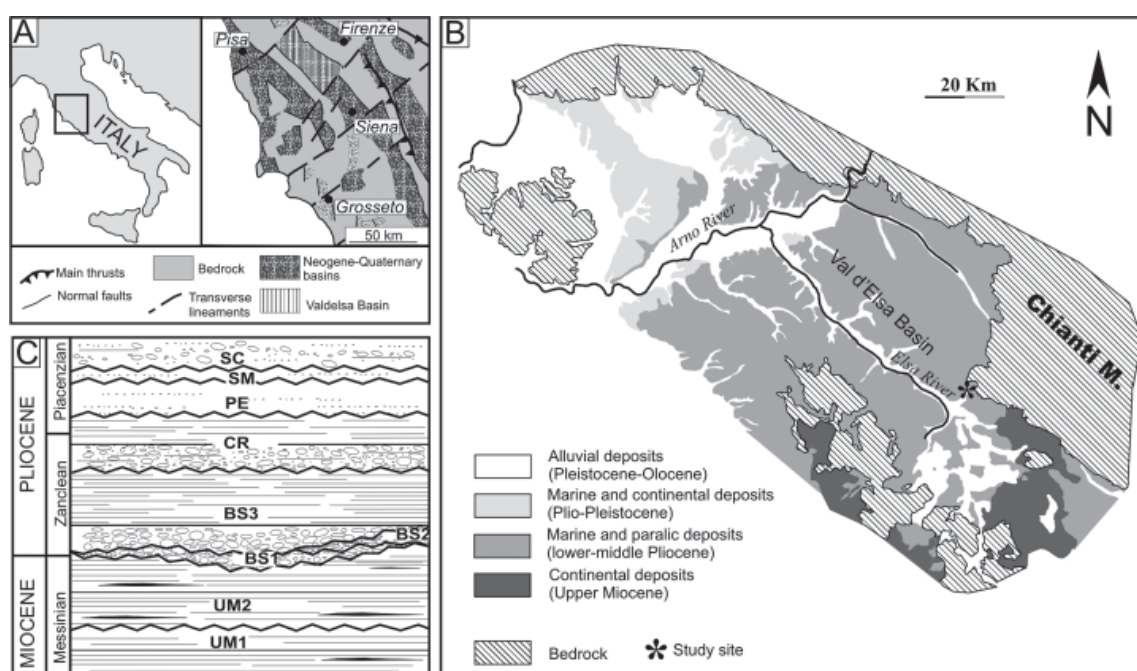 A
ITALY
Pisa
Firenze
Siena
Grosseto
50 km
Main thrusts
Normal faults
Bedrock
Transverse
lineaments
Neogene-Quaternary
basins
Valdelsa Basin
B
20 Km
N
Arno River
Val d'Elsa Basin
Elsa River
Chianti M.
Alluvial deposits
(Pleistocene-Olocene)
Marine and continental deposits
(Plio-Pleistocene)
Marine and paralic deposits
(lower-middle Pliocene)
Continental deposits
(Upper Miocene)
Bedrock
Study site
C
PLIOCENE
MIOCENE
Piacenzian
Zanclean
Messinian
SC
SM
PE
CR
BS3
BS2
BS1
UM2
UM1